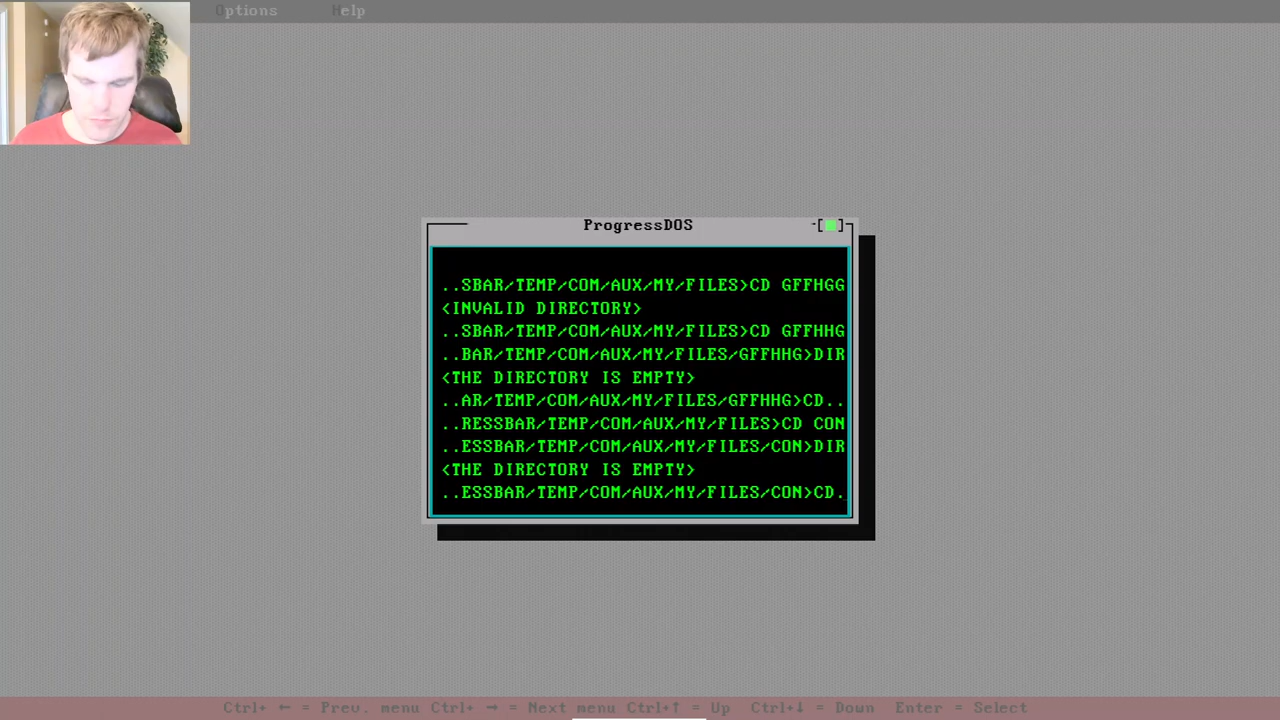 Options Help
ProgressDOS
..SBAR/TEMP/COM/AUX/MY/FILES>CD GFFHGG
<INVALID DIRECTORY>
..SBAR/TEMP/COM/AUX/MY/FILES>CD GFFHHG
..BAR/TEMP/COM/AUX/MY/FILES/GFFHHG>DIR
<THE DIRECTORY IS EMPTY>
..AR/TEMP/COM/AUX/MY/FILES/GFFHHG>CD..
..RESSBAR/TEMP/COM/AUX/MY/FILES>CD CON
..ESSBAR/TEMP/COM/AUX/MY/FILES/CON>DIR
<THE DIRECTORY IS EMPTY>
..ESSBAR/TEMP/COM/AUX/MY/FILES/CON>CD._
Ctrl+ ← = Prev. menu Ctrl+ → = Next menu Ctrl+↑ = Up Ctrl+↓ = Down Enter = Select